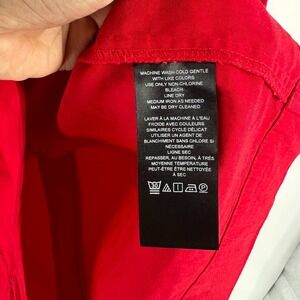 MACHINE WASH COLD GENTLE
WITH LIKE COLORS
USE ONLY NON CHLORINE
BLEACH
LINE DRY
MEDIUM IRON AS NEEDED
MAY BE DRY CLEANED
LAVER À LA MACHINE À L'EAU
FROIDE AVEC COULEURS
SIMILAIRES CYCLE DÉLICAT
UTILISER UN AGENT DE
BLANCHIMENT SANS CHLORE SI
NÉCESSAIRE
LIGNE SEC
REPASSER, AU BESOIN, À TRÈS
MOYENNE TEMPÉRATURE
PEUT-ÊTRE ÊTRE NETTOYÉE
À SEC